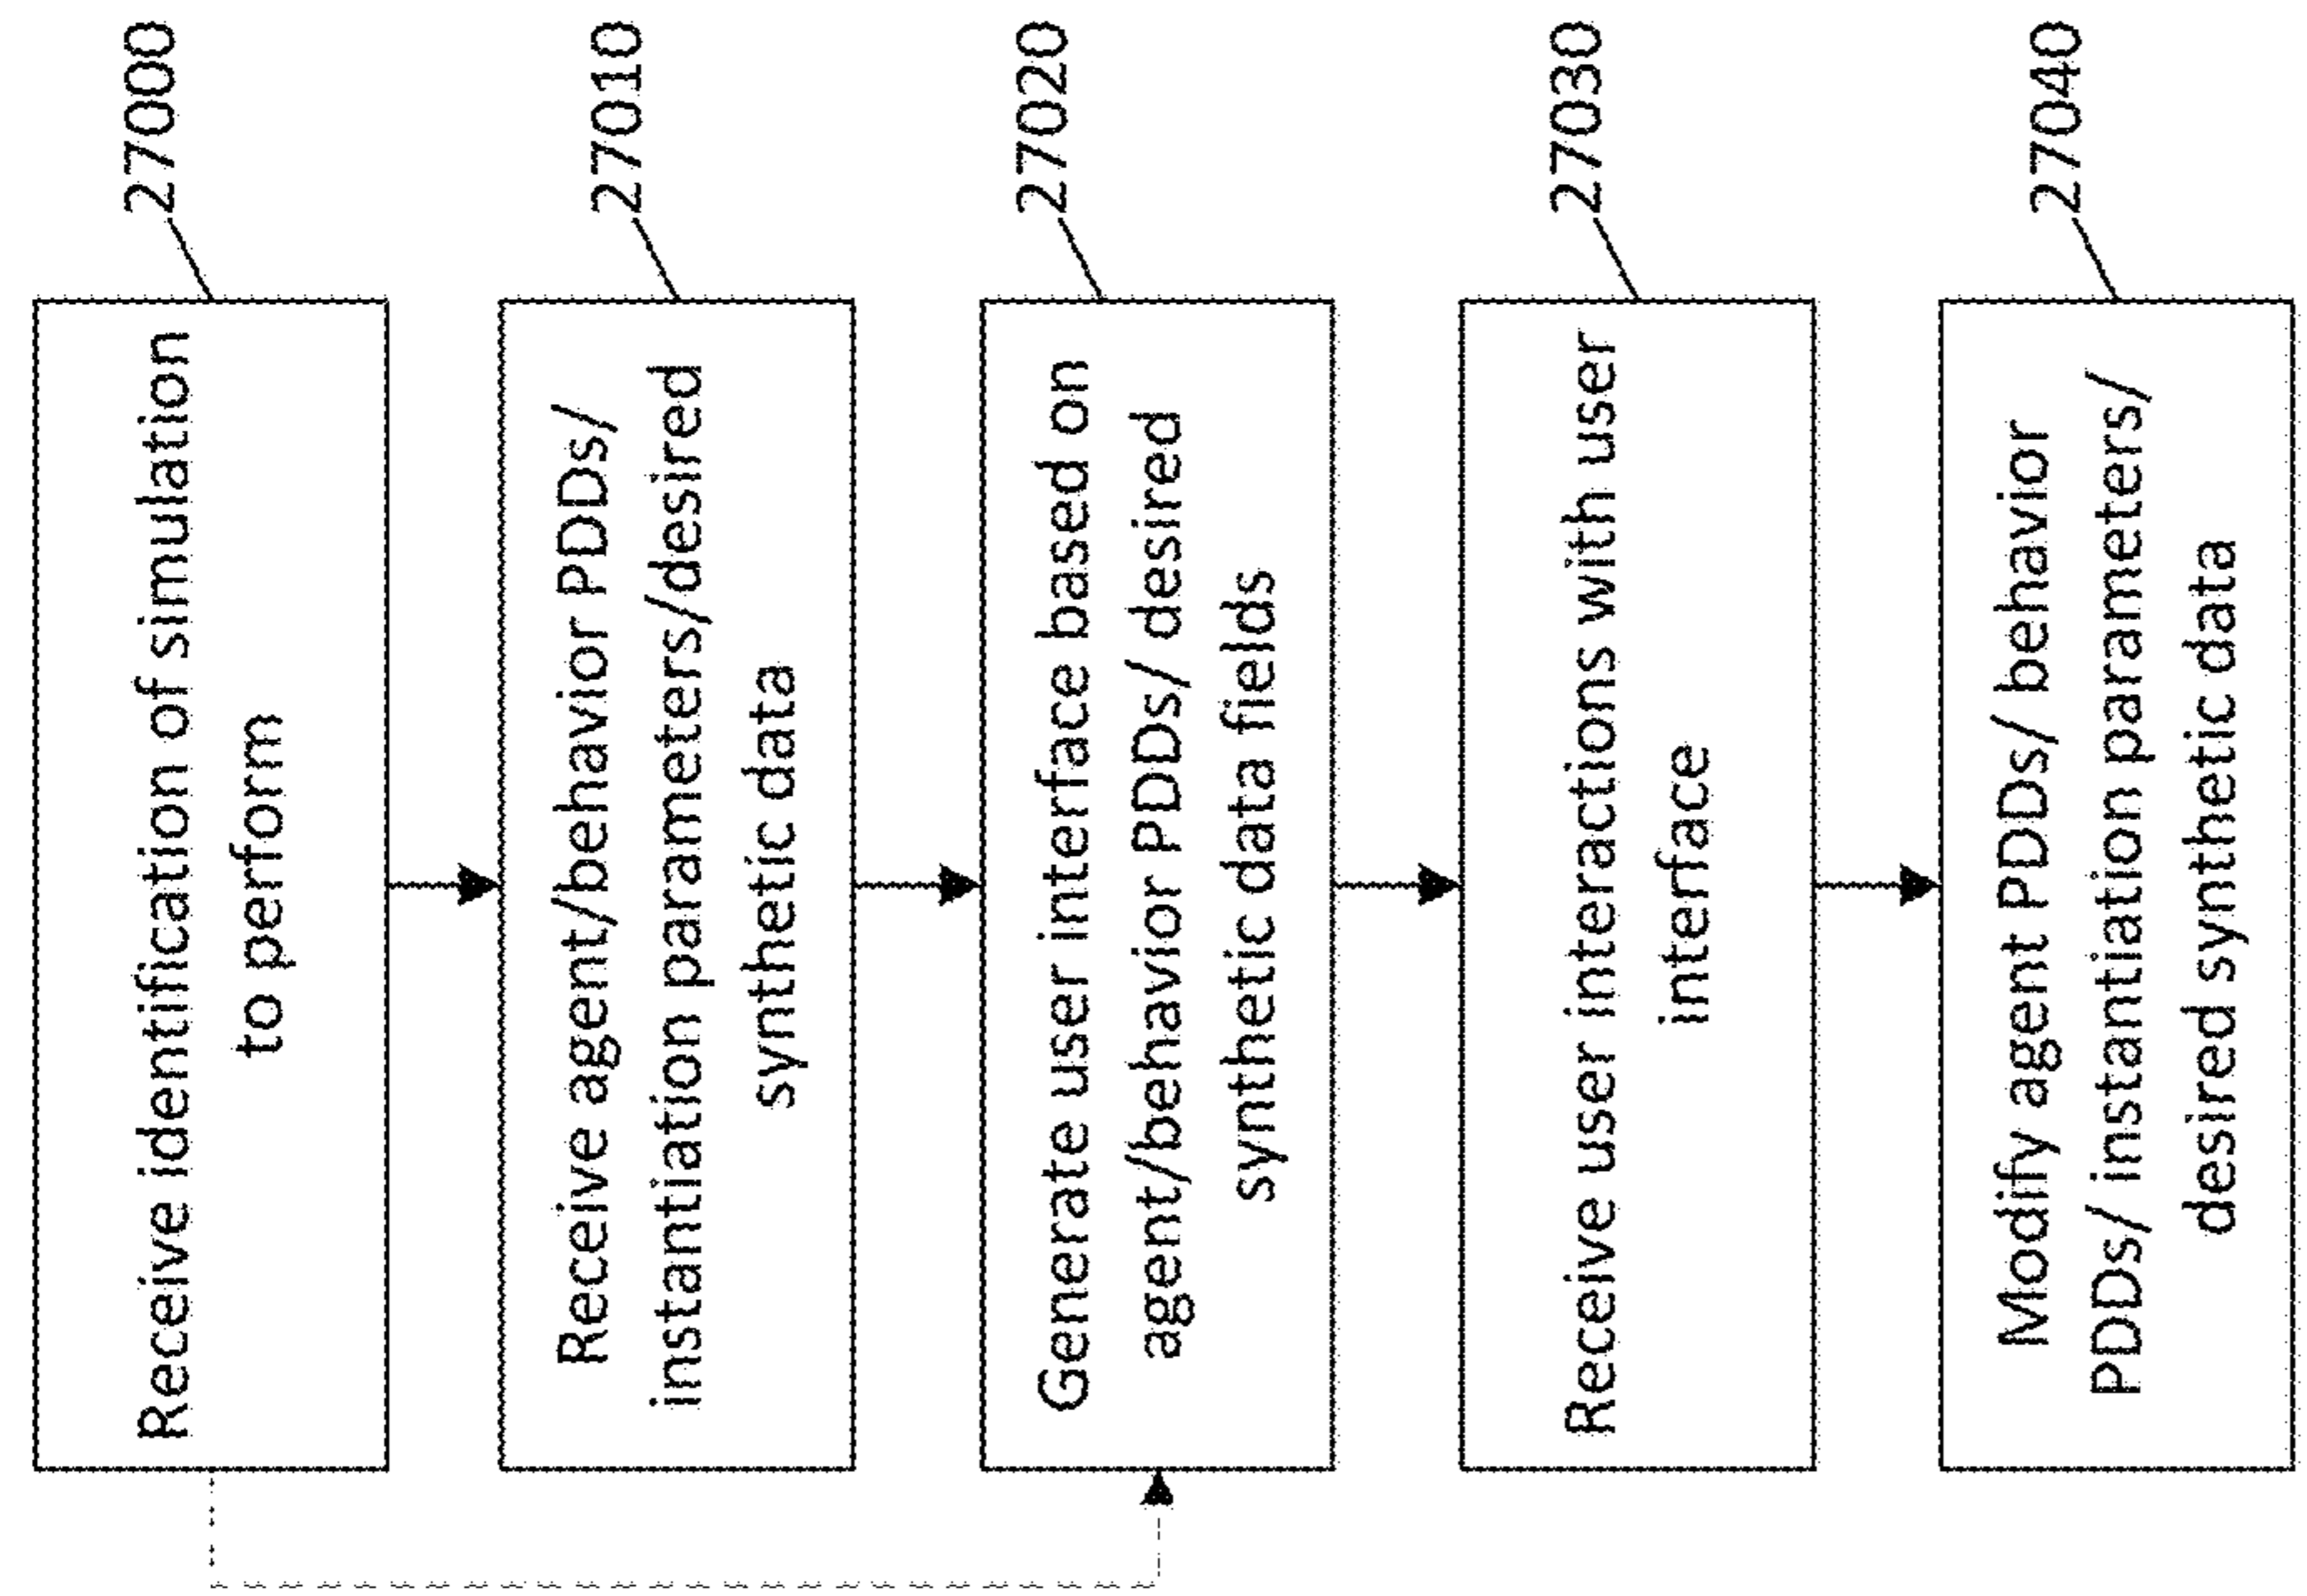 Receive identification of simulation
to perform
27000
Receive agent/behavior PDDs/
instantiation parameters/desired
synthetic data
27010
Generate user interface based on
agent/behavior PDDs/ desired
synthetic data fields
27020
Receive user interactions with user
interface
27030
Modify agent PDDs/ behavior
PDDs/ instantiation parameters/
desired synthetic data
27040